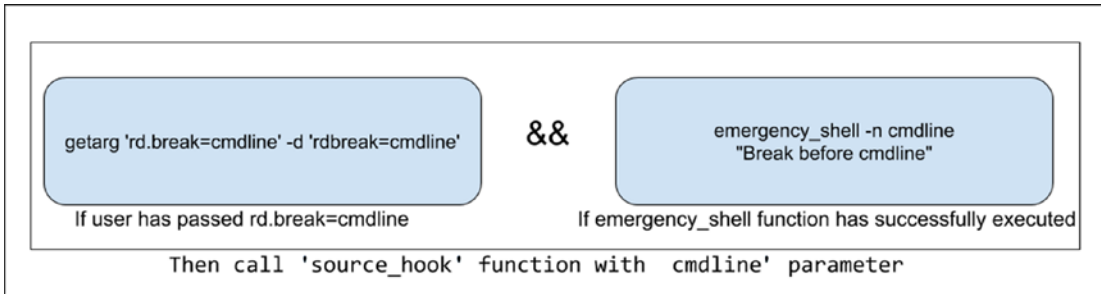 getarg 'rd.break=cmdline' -d 'rdbreak=cmdline'
&&
emergency_shell -n cmdline
"Break before cmdline"
If user has passed rd.break=cmdline
If emergency_shell function has successfully executed
Then call 'source_hook' function with  cmdline' parameter